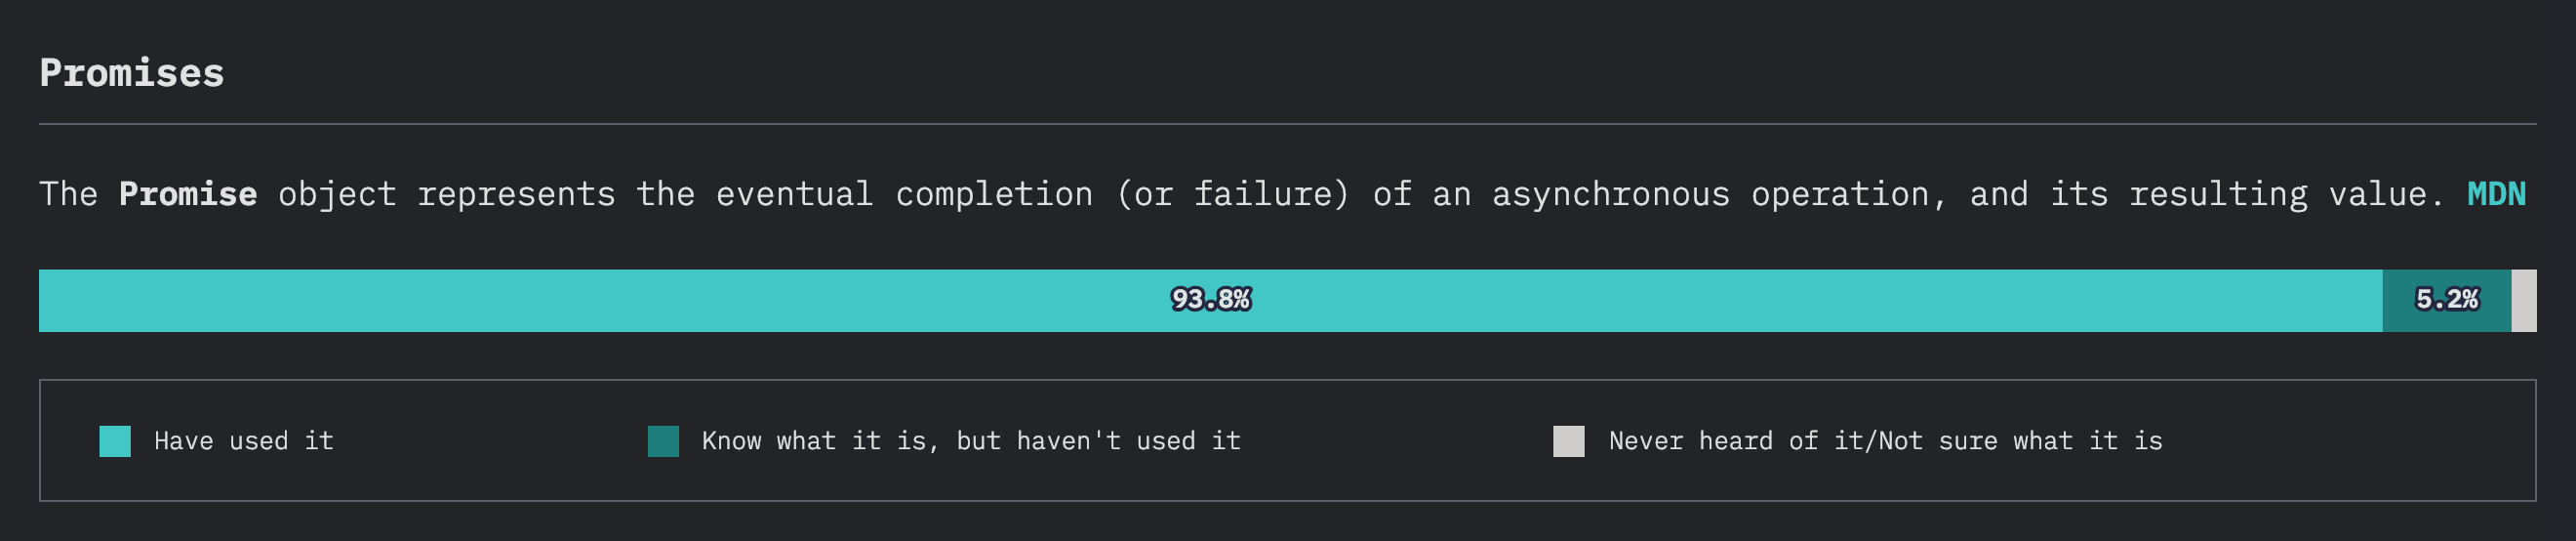 Promises
The Promise object represents the eventual completion (or failure) of an asynchronous operation, and its resulting value. MDN
93.8% 5.2%
Have used it Know what it is, but haven't used it Never heard of it/Not sure what it is